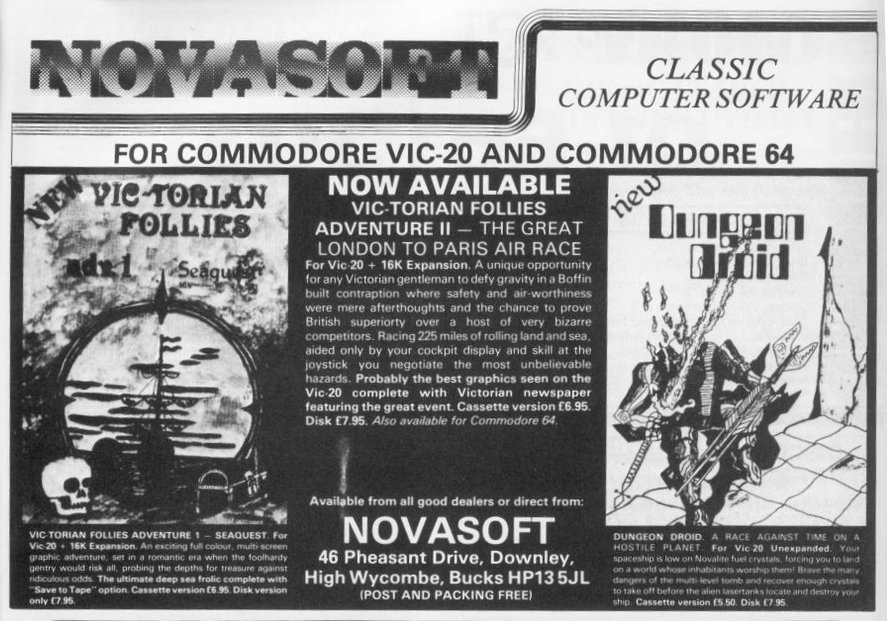 NOVASOFT
CLASSIC
COMPUTER SOFTWARE
FOR COMMODORE VIC-20 AND COMMODORE 64
NEW
VIC-TORIAN
FOLLIES
adv 1
Seaquest
NOW AVAILABLE
VIC-TORIAN FOLLIES
ADVENTURE II — THE GREAT
LONDON TO PARIS AIR RACE
For Vic-20 + 16K Expansion. A unique opportunity
for any Victorian gentleman to defy gravity in a Boffin
built contraption where safety and air-worthiness
were mere afterthoughts and the chance to prove
British superiorty over a host of very bizarre
competitors. Racing 225 miles of rolling land and sea,
aided only by your cockpit display and skill at the
joystick you negotiate the most unbelievable
hazards. Probably the best graphics seen on the
Vic-20 complete with Victorian newspaper
featuring the great event. Cassette version £6.95.
Disk £7.95. Also available for Commodore 64.
Available from all good dealers or direct from:
NOVASOFT
46 Pheasant Drive, Downley,
High Wycombe, Bucks HP13 5JL
(POST AND PACKING FREE)
new
Dungeon
Droid
VIC TORIAN FOLLIES ADVENTURE 1 – SEAQUEST. For
Vic-20 + 16K Expansion. An exciting full colour, multi-screen
graphic adventure, set in a romantic era when the foolhardy
gentry would risk all, probing the depths for treasure against
ridiculous odds. The ultimate deep sea frolic complete with
"Save to Tape" option. Cassette version £6.95. Disk version
only £7.95.
DUNGEON DROID. A RACE AGAINST TIME ON A
HOSTILE PLANET. For Vic-20 Unexpanded. Your
spaceship is low on Novalite fuel crystals, forcing you to land
on a world whose inhabitants worship them! Brave the many
dangers of the multi-level tomb and recover enough crystals
to take off before the alien lasertanks locate and destroy your
ship. Cassette version £5.50. Disk £7.95.